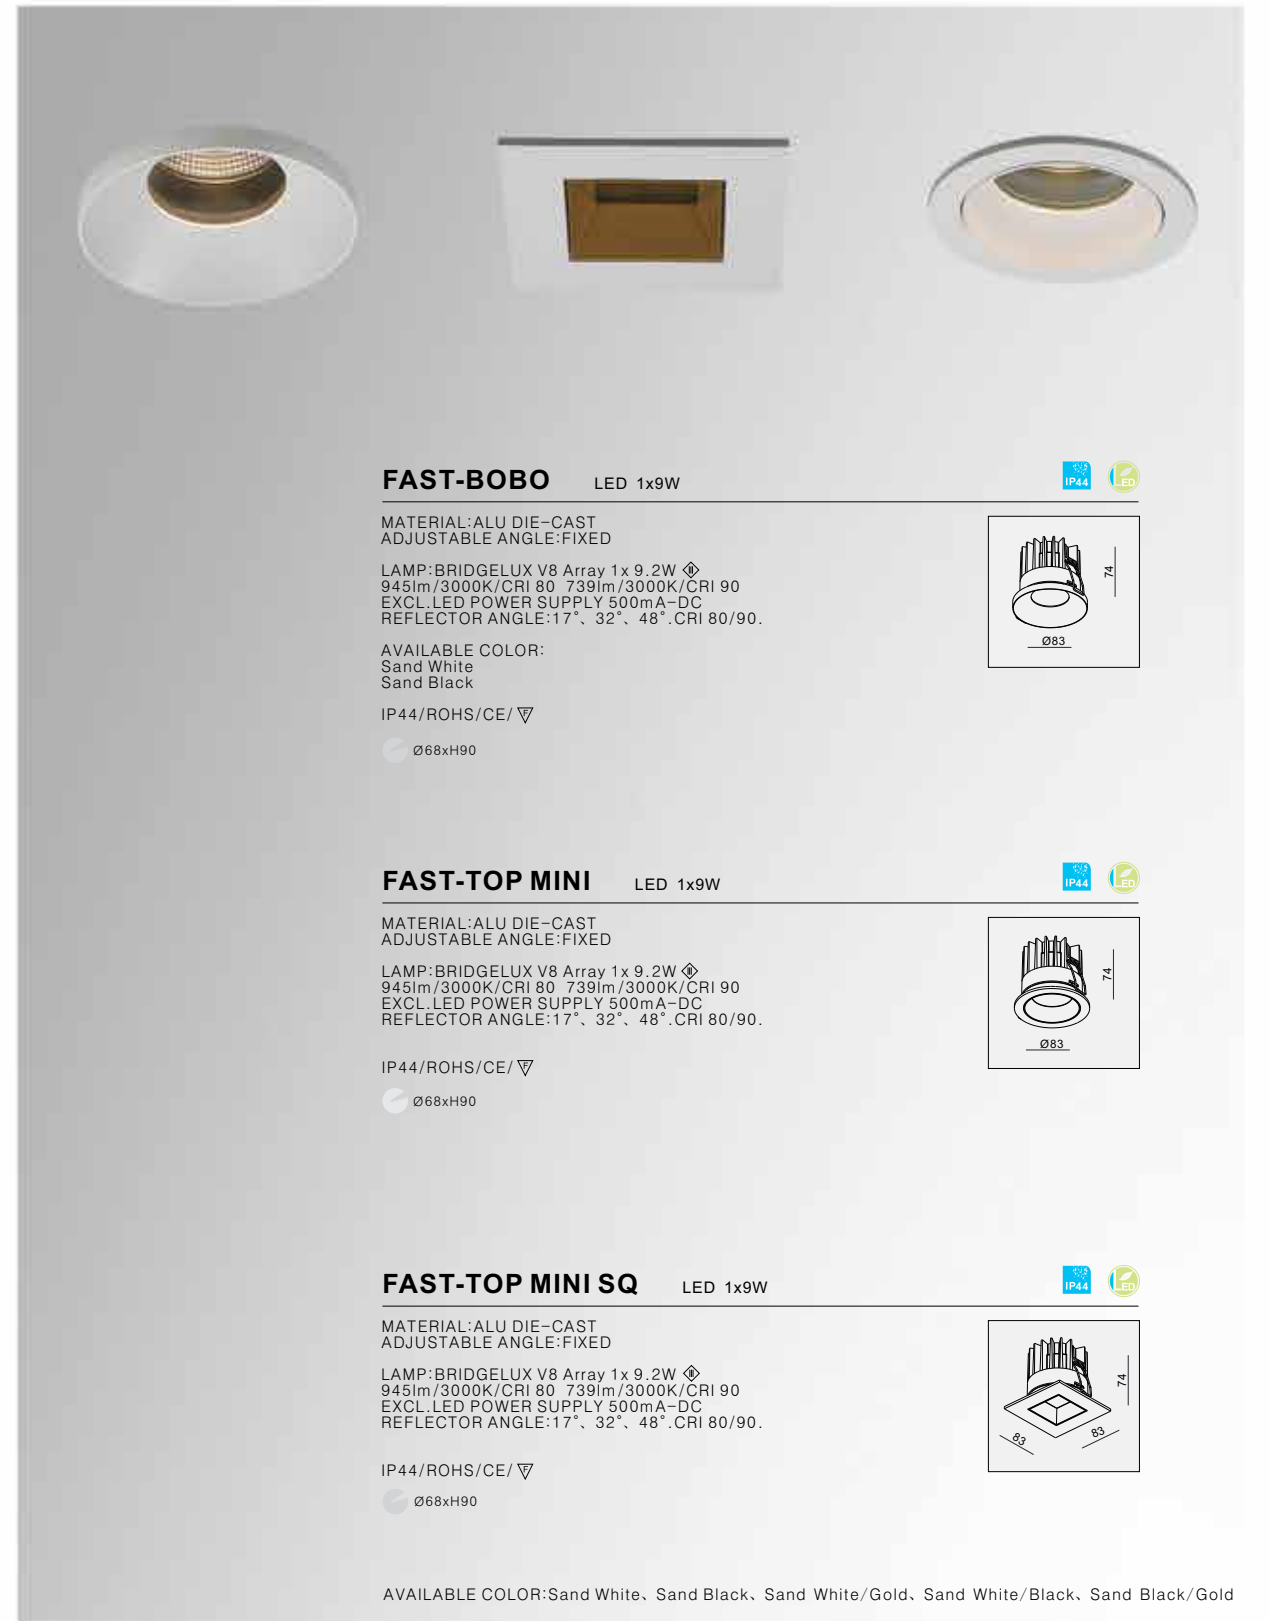 FAST-BOBO LED 1x9W
IP44 LED
MATERIAL:ALU DIE-CAST
ADJUSTABLE ANGLE:FIXED
LAMP:BRIDGELUX V8 Array 1x 9.2W
945lm/3000K/CRI 80 739lm/3000K/CRI 90
EXCL.LED POWER SUPPLY 500mA-DC
REFLECTOR ANGLE:17°、32°、48°.CRI 80/90.
AVAILABLE COLOR:
Sand White
Sand Black
IP44/ROHS/CE/ F
Ø68xH90
74
Ø83
FAST-TOP MINI LED 1x9W
IP44 LED
MATERIAL:ALU DIE-CAST
ADJUSTABLE ANGLE:FIXED
LAMP:BRIDGELUX V8 Array 1x 9.2W
945lm/3000K/CRI 80 739lm/3000K/CRI 90
EXCL.LED POWER SUPPLY 500mA-DC
REFLECTOR ANGLE:17°、32°、48°.CRI 80/90.
IP44/ROHS/CE/ F
Ø68xH90
74
Ø83
FAST-TOP MINI SQ LED 1x9W
IP44 LED
MATERIAL:ALU DIE-CAST
ADJUSTABLE ANGLE:FIXED
LAMP:BRIDGELUX V8 Array 1x 9.2W
945lm/3000K/CRI 80 739lm/3000K/CRI 90
EXCL.LED POWER SUPPLY 500mA-DC
REFLECTOR ANGLE:17°、32°、48°.CRI 80/90.
IP44/ROHS/CE/ F
Ø68xH90
74
83 83
AVAILABLE COLOR:Sand White、Sand Black、Sand White/Gold、Sand White/Black、Sand Black/Gold